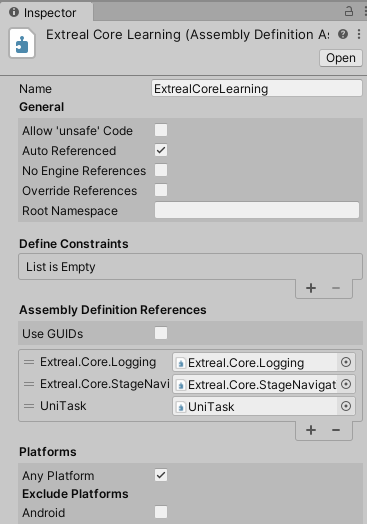 Inspector
Extreal Core Learning (Assembly Definition As
Open
Name ExtrealCoreLearning
General
Allow 'unsafe' Code
Auto Referenced
No Engine References
Override References
Root Namespace
Define Constraints
List is Empty
Assembly Definition References
Use GUIDs
Extreal.Core.Logging Extreal.Core.Logging
Extreal.Core.StageNavi Extreal.Core.StageNavigat
UniTask UniTask
Platforms
Any Platform
Exclude Platforms
Android